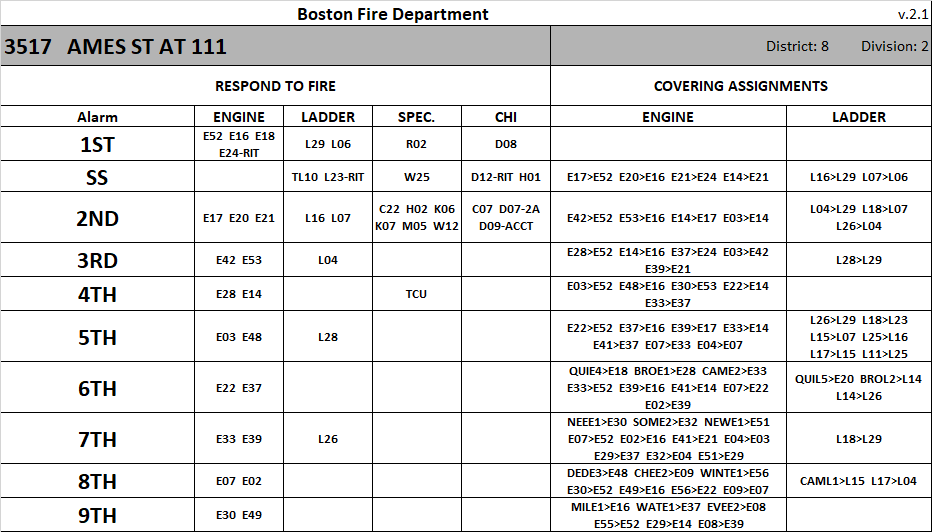 Boston Fire Department v.2.1
3517 AMES ST AT 111 District: 8 Division: 2
RESPOND TO FIRE COVERING ASSIGNMENTS
Alarm ENGINE LADDER SPEC. CHI ENGINE LADDER
1ST E52 E16 E18 L29 L06 R02 D08
E24-RIT
SS TL10 L23-RIT W25 D12-RIT H01 E17>E52 E20>E16 E21>E24 E14>E21 L16>L29 L07>L06
2ND E17 E20 E21 L16 L07 C22 H02 K06 C07 D07-2A E42>E52 E53>E16 E14>E17 E03>E14 L04>L29 L18>L07
K07 M05 W12 D09-ACCT L26>L04
3RD E42 E53 L04 E28>E52 E14>E16 E37>E24 E03>E42 L28>L29
E39>E21
4TH E28 E14 TCU E03>E52 E48>E16 E30>E53 E22>E14
E33>E37
5TH E03 E48 L28 E22>E52 E37>E16 E39>E17 E33>E14 L26>L29 L18>L23
E41>E37 E07>E33 E04>E07 L15>L07 L25>L16
L17>L15 L11>L25
6TH E22 E37 QUIE4>E18 BROE1>E28 CAME2>E33 QUIL5>E20 BROL2>L14
E33>E52 E39>E16 E41>E14 E07>E22 L14>L26
E02>E39
7TH E33 E39 L26 NEEE1>E30 SOME2>E32 NEWE1>E51 L18>L29
E07>E52 E02>E16 E41>E21 E04>E03
E29>E37 E32>E04 E51>E29
8TH E07 E02 DEDE3>E48 CHEE2>E09 WINTE1>E56 CAML1>L15 L17>L04
E30>E52 E49>E16 E56>E22 E09>E07
9TH E30 E49 MILE1>E16 WATE1>E37 EVEE2>E08
E55>E52 E29>E14 E08>E39